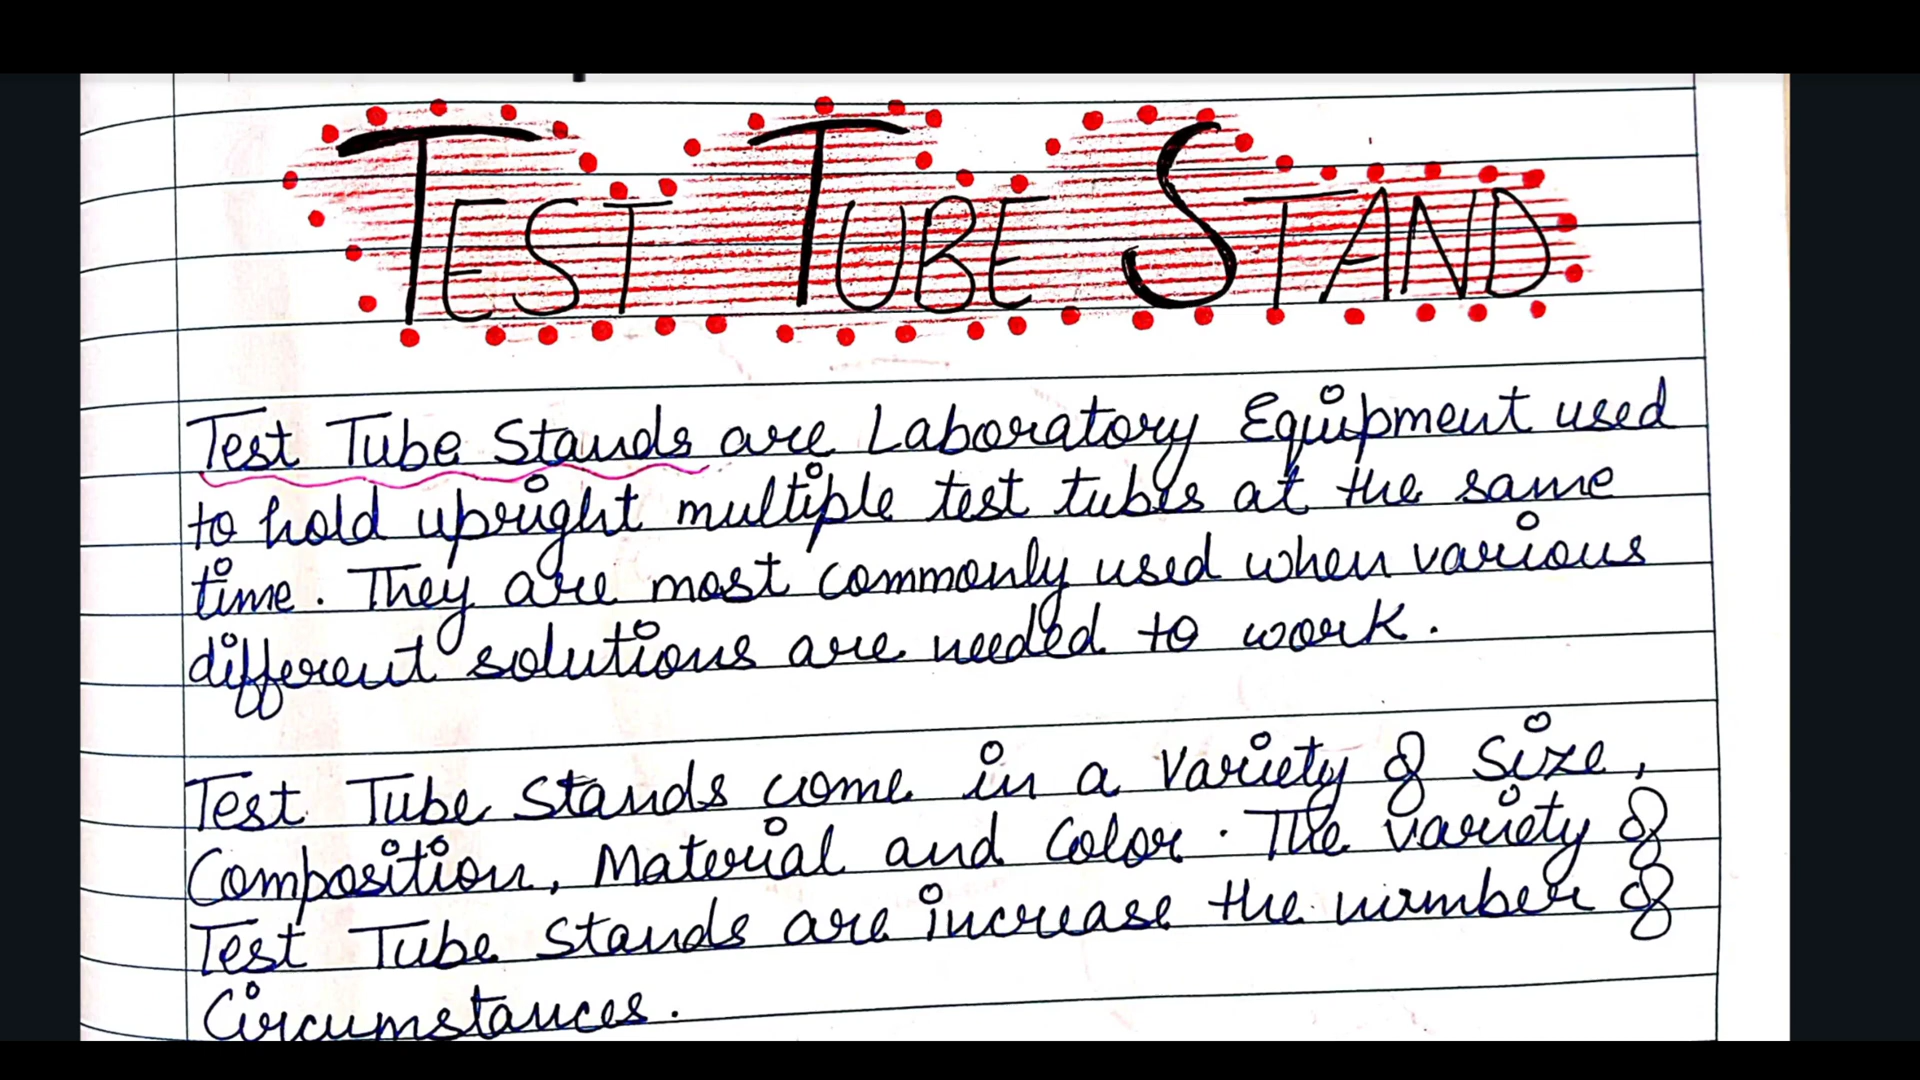 TEST TUBE STAND
Test Tube Stands are Laboratory Equipment used
to hold upright multiple test tubes at the same
time. They are most commonly used when various
different solutions are needed to work.
Test Tube Stands come in a Variety of Size,
Composition, Material and Color. The variety of
Test Tube Stands are increase the number of
Circumstances.